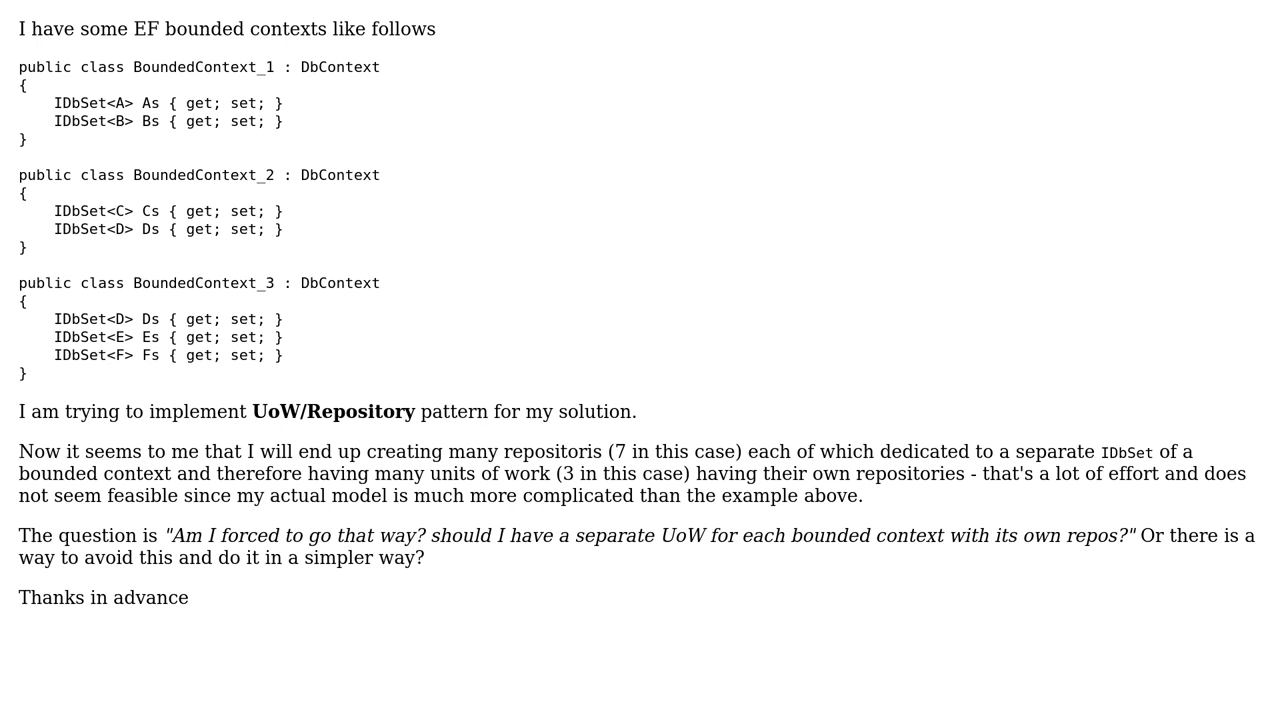 I have some EF bounded contexts like follows
public class BoundedContext_1 : DbContext
{
    IDbSet<A> As { get; set; }
    IDbSet<B> Bs { get; set; }
}
public class BoundedContext_2 : DbContext
{
    IDbSet<C> Cs { get; set; }
    IDbSet<D> Ds { get; set; }
}
public class BoundedContext_3 : DbContext
{
    IDbSet<D> Ds { get; set; }
    IDbSet<E> Es { get; set; }
    IDbSet<F> Fs { get; set; }
}
I am trying to implement UoW/Repository pattern for my solution.
Now it seems to me that I will end up creating many repositoris (7 in this case) each of which dedicated to a separate IDbSet of a
bounded context and therefore having many units of work (3 in this case) having their own repositories - that's a lot of effort and does
not seem feasible since my actual model is much more complicated than the example above.
The question is "Am I forced to go that way? should I have a separate UoW for each bounded context with its own repos?" Or there is a
way to avoid this and do it in a simpler way?
Thanks in advance